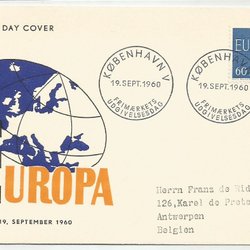 DAY COVER
KØBENHAVN V
19. SEPT. 1960
FRIMÆRKETS
UDGIVELSESDAG
KØBENHAVN V
19. SEPT. 1960
FRIMÆRKETS
UDGIVELSESDAG
EU
60
EUROPA
19. SEPTEMBER 1960
Herrn Franz de
126, Karel de
Antwerpen
Belgien